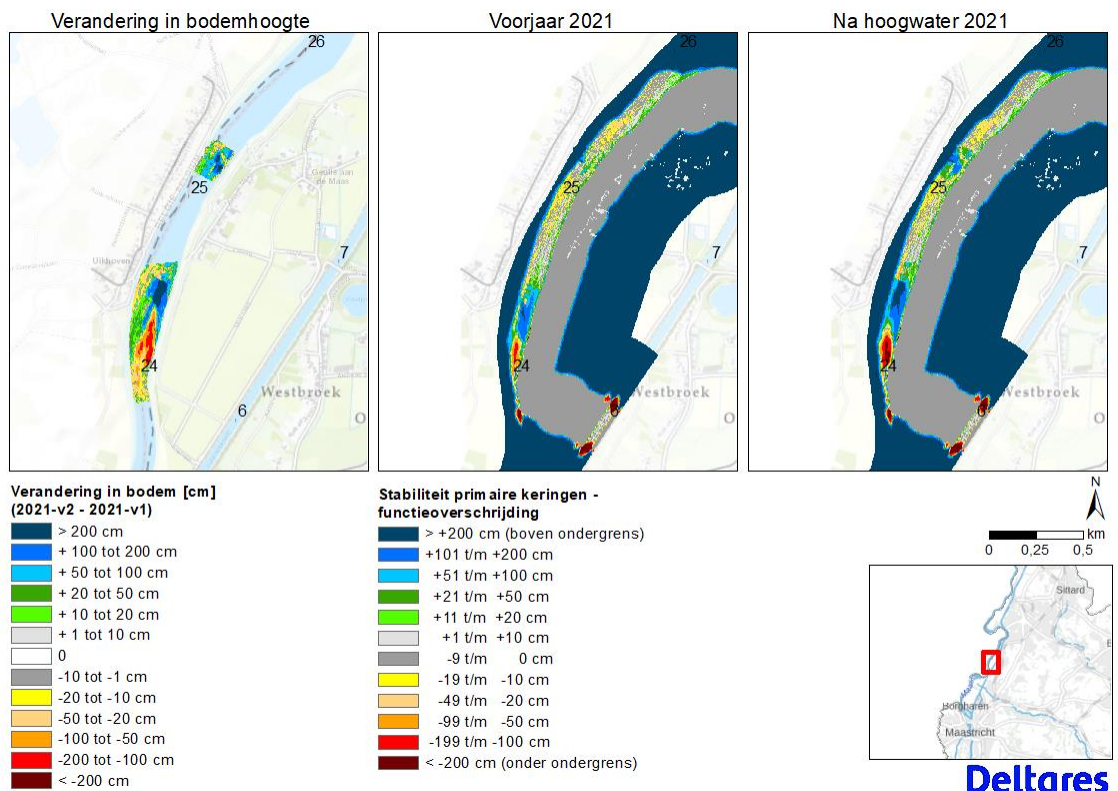 Verandering in bodemhoogte
Voorjaar 2021
Na hoogwater 2021
26
25
Geulle aan
de Maas
Uikhoven
7
24
Westbroek
6
O
26
25
7
24
Westbroek
6
O
26
25
7
24
Westbroek
6
O
Verandering in bodem [cm]
(2021-v2 - 2021-v1)
> 200 cm
+ 100 tot 200 cm
+ 50 tot 100 cm
+ 20 tot 50 cm
+ 10 tot 20 cm
+ 1 tot 10 cm
0
-10 tot -1 cm
-20 tot -10 cm
-50 tot -20 cm
-100 tot -50 cm
-200 tot -100 cm
< -200 cm
Stabiliteit primaire keringen -
functieoverschrijding
> +200 cm (boven ondergrens)
+101 t/m +200 cm
+51 t/m +100 cm
+21 t/m +50 cm
+11 t/m +20 cm
+1 t/m +10 cm
-9 t/m 0 cm
-19 t/m -10 cm
-49 t/m -20 cm
-99 t/m -50 cm
-199 t/m -100 cm
< -200 cm (onder ondergrens)
N
km
0 0,25 0,5
Sittard
Borgharen
Maastricht
Deltares